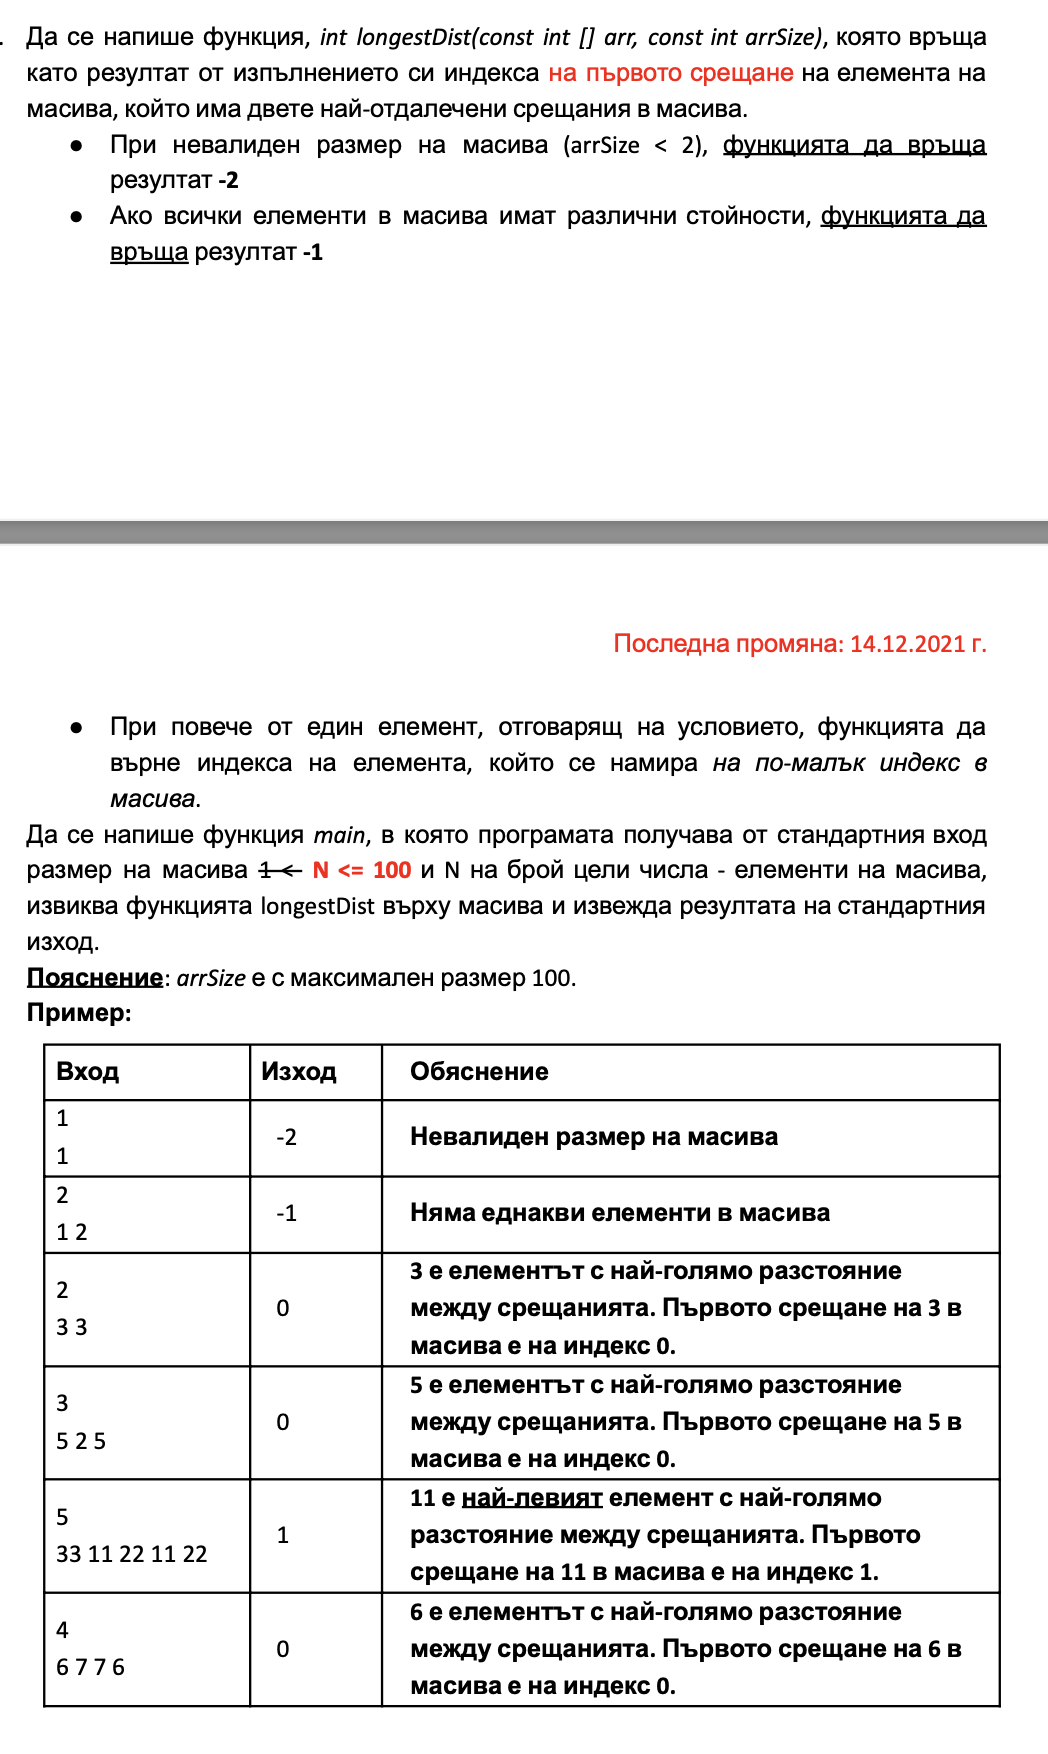 Да се напише функция, int longestDist(const int [] arr, const int arrSize), която връща
като резултат от изпълнението си индекса на първото срещане на елемента на
масива, който има двете най-отдалечени срещания в масива.
● При невалиден размер на масива (arrSize < 2), функцията да връща
резултат -2
● Ако всички елементи в масива имат различни стойности, функцията да
връща резултат -1
Последна промяна: 14.12.2021 г.
● При повече от един елемент, отговарящ на условието, функцията да
върне индекса на елемента, който се намира на по-малък индекс в
масива.
Да се напише функция main, в която програмата получава от стандартния вход
размер на масива 1 < N <= 100 и N на брой цели числа - елементи на масива,
извиква функцията longestDist върху масива и извежда резултата на стандартния
изход.
Пояснение: arrSize е с максимален размер 100.
Пример:
Вход Изход Обяснение
1
1
-2
Невалиден размер на масива
2
1 2
-1
Няма еднакви елементи в масива
2
3 3
0
3 е елементът с най-голямо разстояние
между срещанията. Първото срещане на 3 в
масива е на индекс 0.
3
5 2 5
0
5 е елементът с най-голямо разстояние
между срещанията. Първото срещане на 5 в
масива е на индекс 0.
5
33 11 22 11 22
1
11 е най-левият елемент с най-голямо
разстояние между срещанията. Първото
срещане на 11 в масива е на индекс 1.
4
6 7 7 6
0
6 е елементът с най-голямо разстояние
между срещанията. Първото срещане на 6 в
масива е на индекс 0.